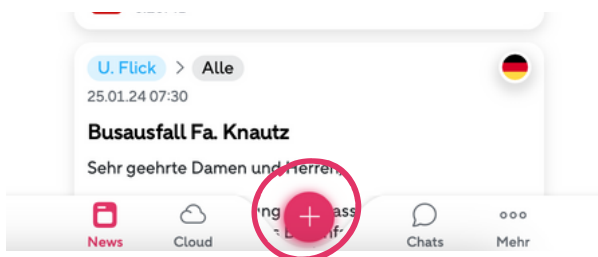 U. Flick > Alle
25.01.24 07:30
Busausfall Fa. Knautz
Sehr geehrte Damen und Herren,
News
Cloud
Chats
Mehr